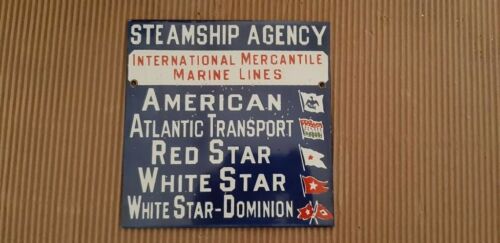 STEAMSHIP AGENCY
INTERNATIONAL MERCANTILE
MARINE LINES
AMERICAN
ATLANTIC TRANSPORT
RED STAR
WHITE STAR
WHITE STAR-DOMINION